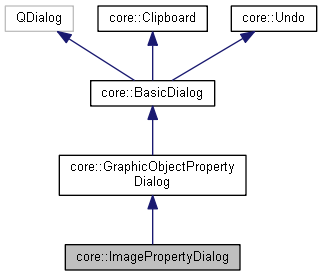 QDialog
core::Clipboard
core::Undo
core::BasicDialog
core::GraphicObjectProperty
Dialog
core::ImagePropertyDialog